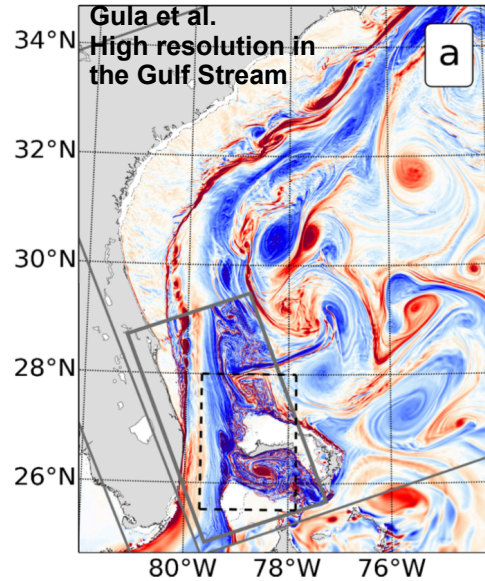 Gula et al.
High resolution in
the Gulf Stream
a
34°N
32°N
30°N
28°N
26°N
80°W 78°W 76°W